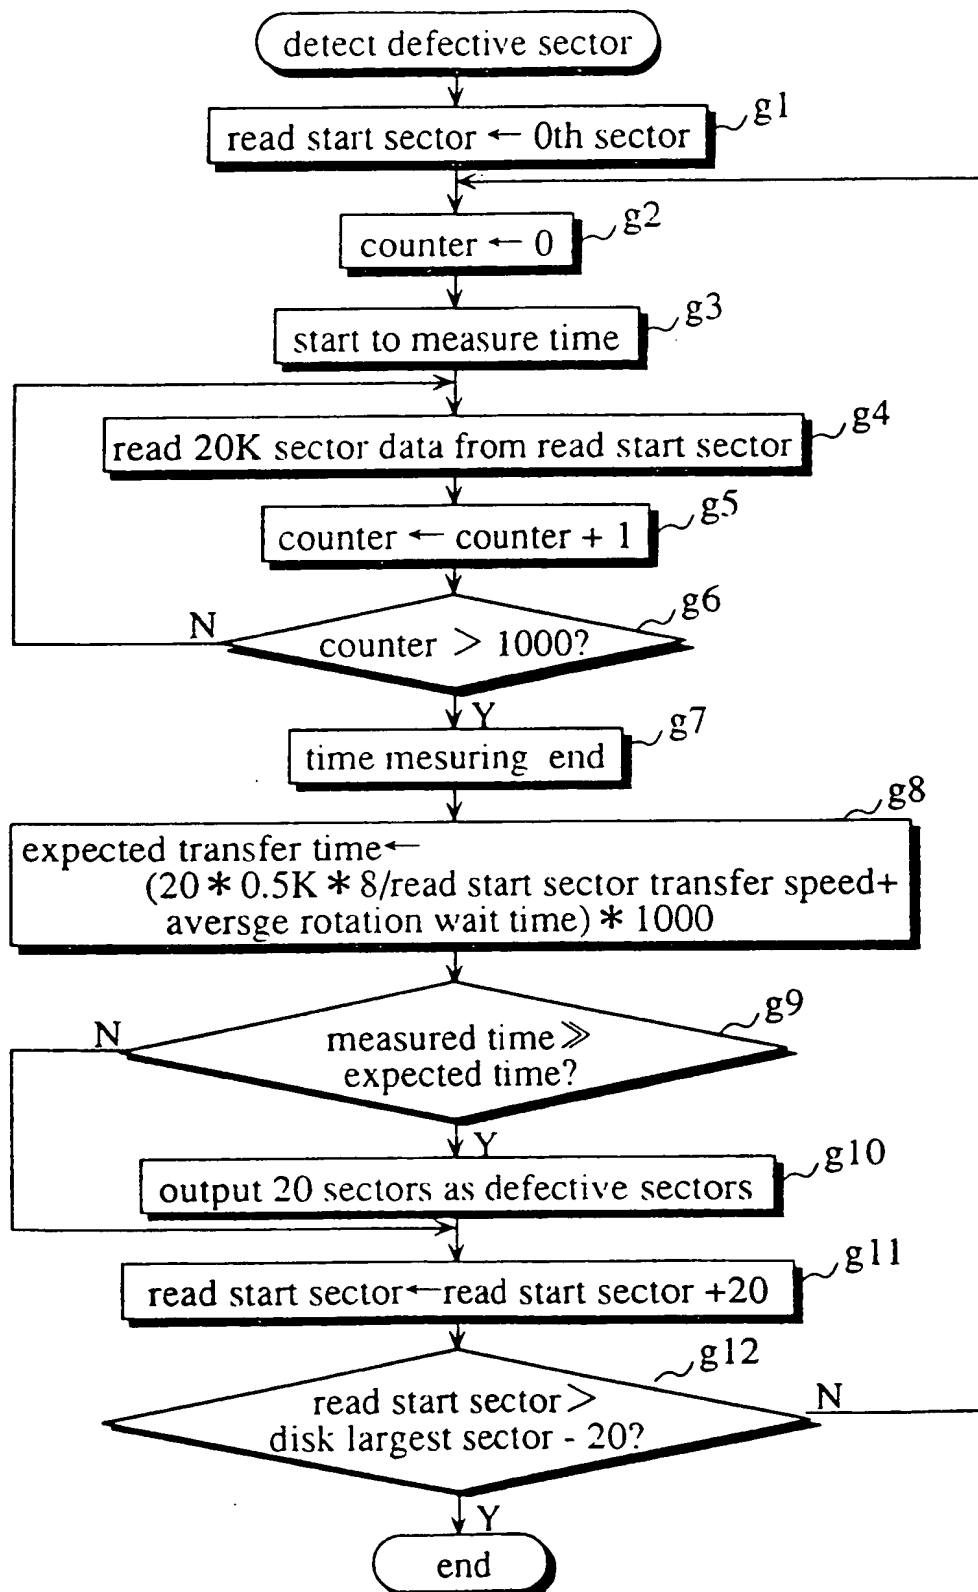 detect defective sector
g1
read start sector ← 0th sector
g2
counter ← 0
g3
start to measure time
g4
read 20K sector data from read start sector
g5
counter ← counter + 1
g6
N
counter > 1000?
Y
g7
time mesuring end
g8
expected transfer time←
(20 * 0.5K * 8/read start sector transfer speed+
aversge rotation wait time) * 1000
g9
N
measured time≫
expected time?
Y
g10
output 20 sectors as defective sectors
g11
read start sector←read start sector +20
g12
N
read start sector>
disk largest sector - 20?
Y
end